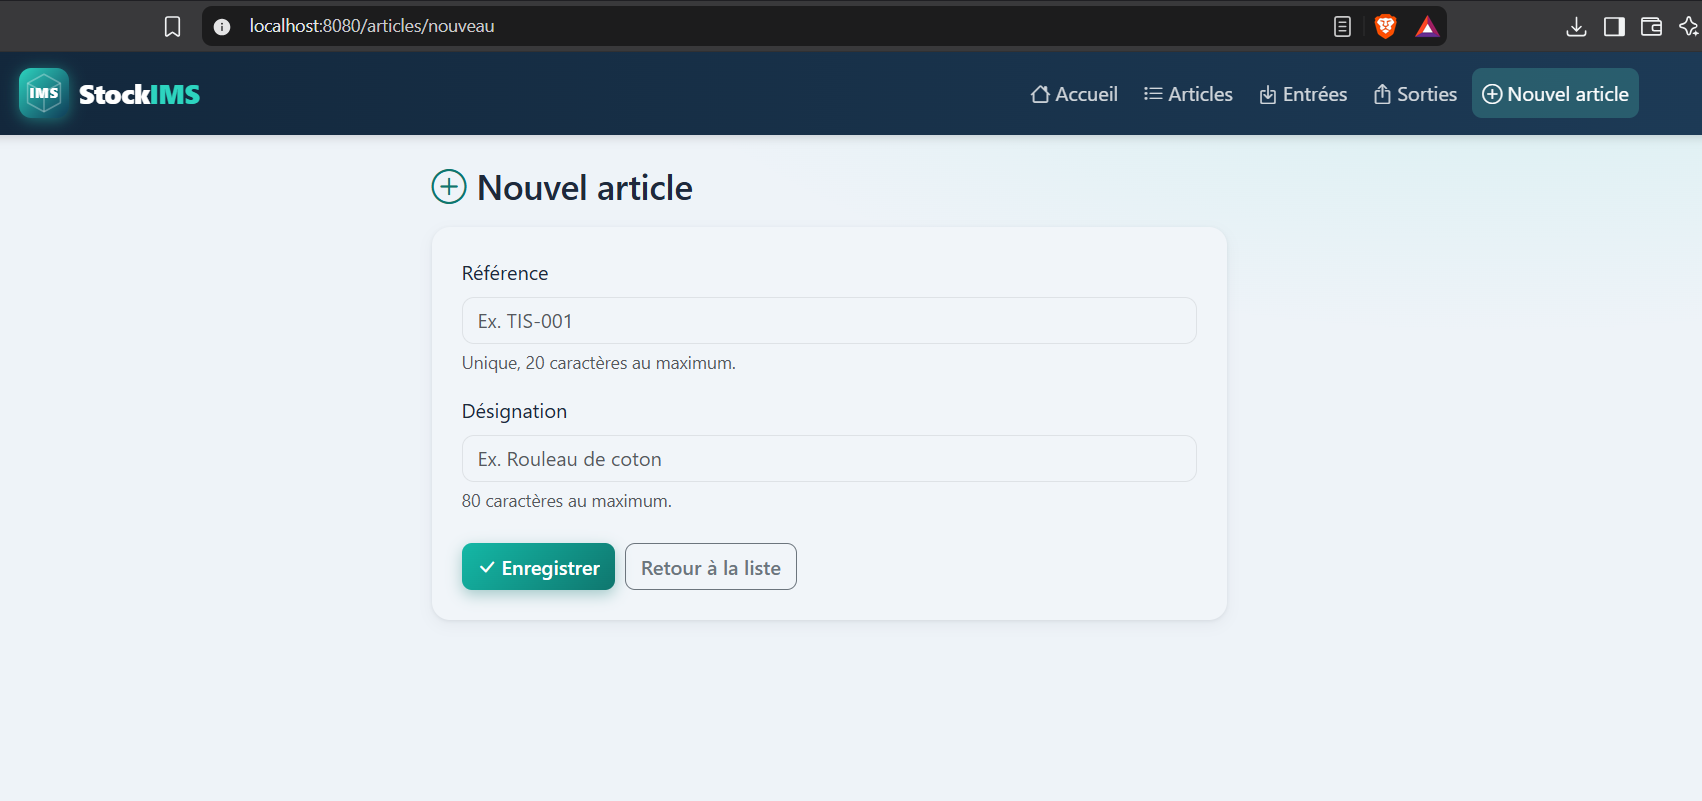 localhost:8080/articles/nouveau
IMS StockIMS Accueil Articles Entrées Sorties Nouvel article
Nouvel article
Référence
Ex. TIS-001
Unique, 20 caractères au maximum.
Désignation
Ex. Rouleau de coton
80 caractères au maximum.
Enregistrer Retour à la liste